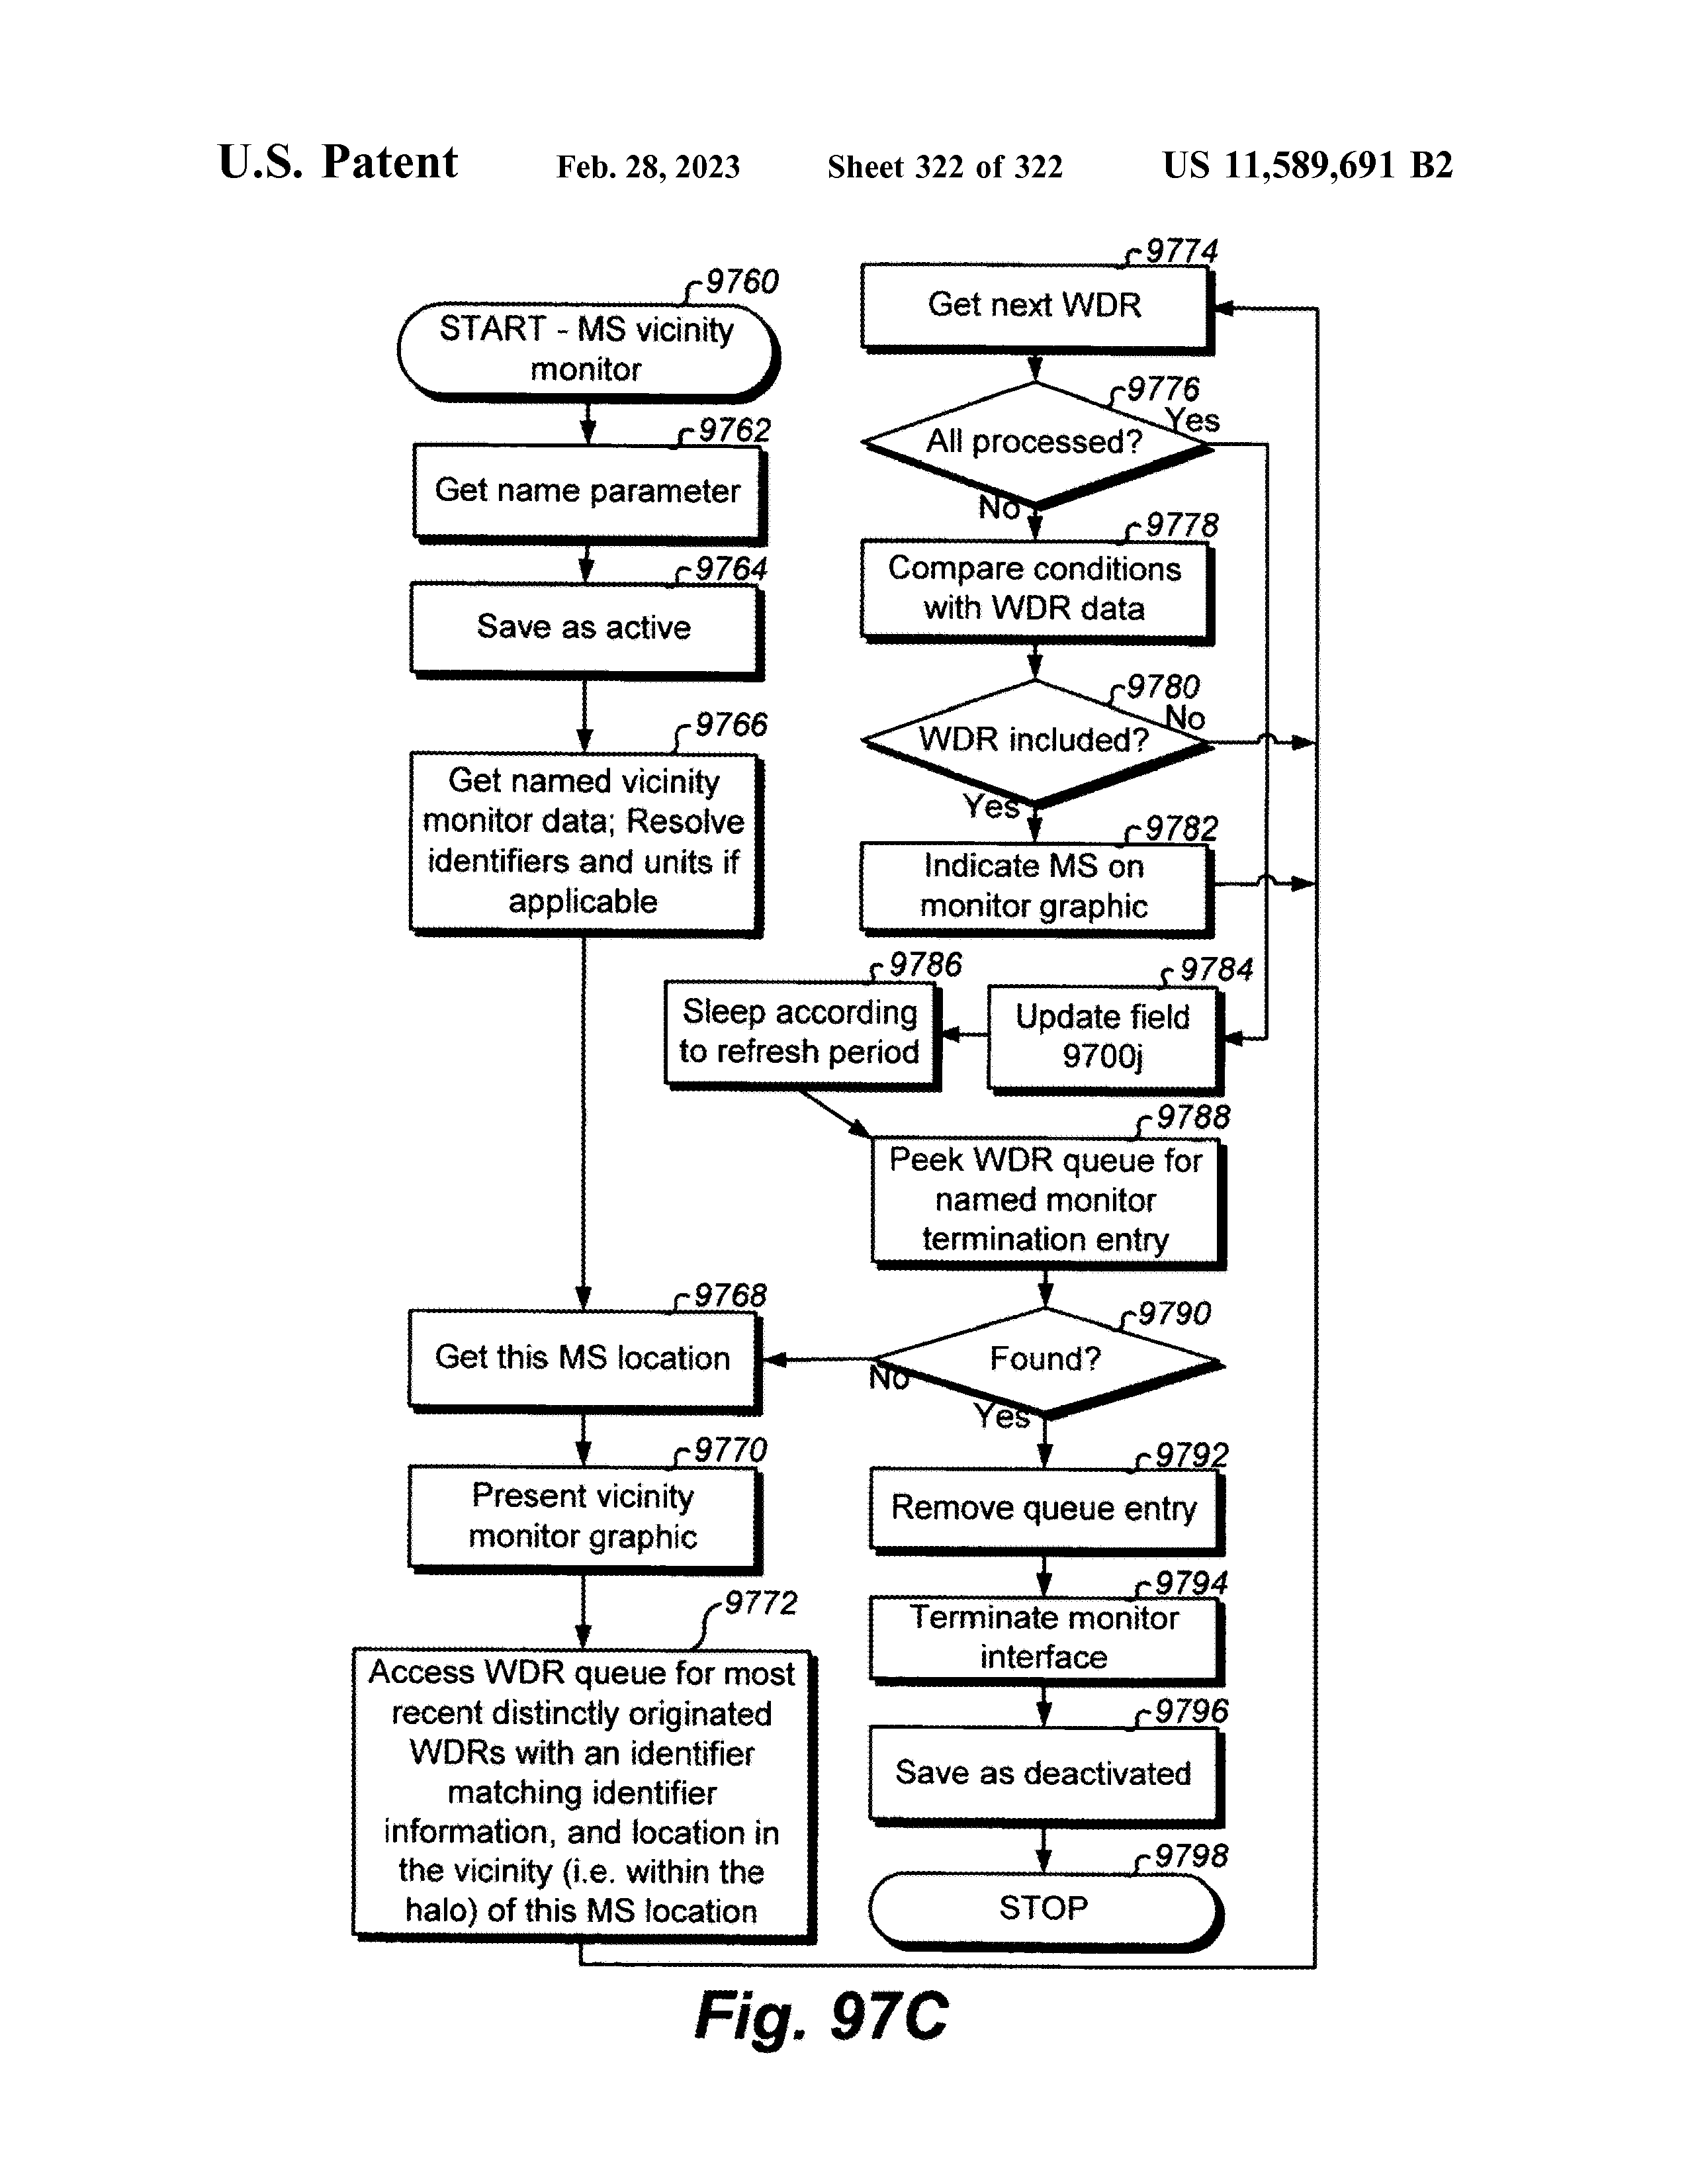 U.S. Patent Feb. 28, 2023 Sheet 322 of 322 US 11,589,691 B2
9760
START - MS vicinity
monitor
9762
Get name parameter
9764
Save as active
9766
Get named vicinity
monitor data; Resolve
identifiers and units if
applicable
9768
Get this MS location
9770
Present vicinity
monitor graphic
9772
Access WDR queue for most
recent distinctly originated
WDRs with an identifier
matching identifier
information, and location in
the vicinity (i.e. within the
halo) of this MS location
9774
Get next WDR
9776
Yes
All processed?
No
9778
Compare conditions
with WDR data
9780
No
WDR included?
Yes
9782
Indicate MS on
monitor graphic
9784
Update field
9700j
9786
Sleep according
to refresh period
9788
Peek WDR queue for
named monitor
termination entry
9790
Found?
No
Yes
9792
Remove queue entry
9794
Terminate monitor
interface
9796
Save as deactivated
9798
STOP
Fig. 97C